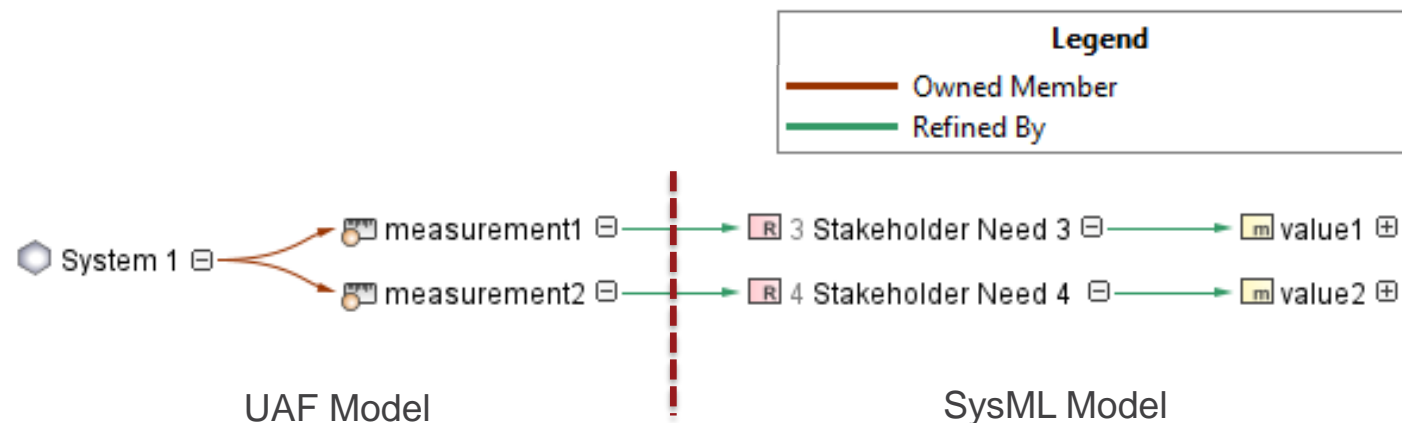 Legend
Owned Member
Refined By
measurement1 R 3 Stakeholder Need 3 m value1
System 1
measurement2 R 4 Stakeholder Need 4 m value2
UAF Model SysML Model